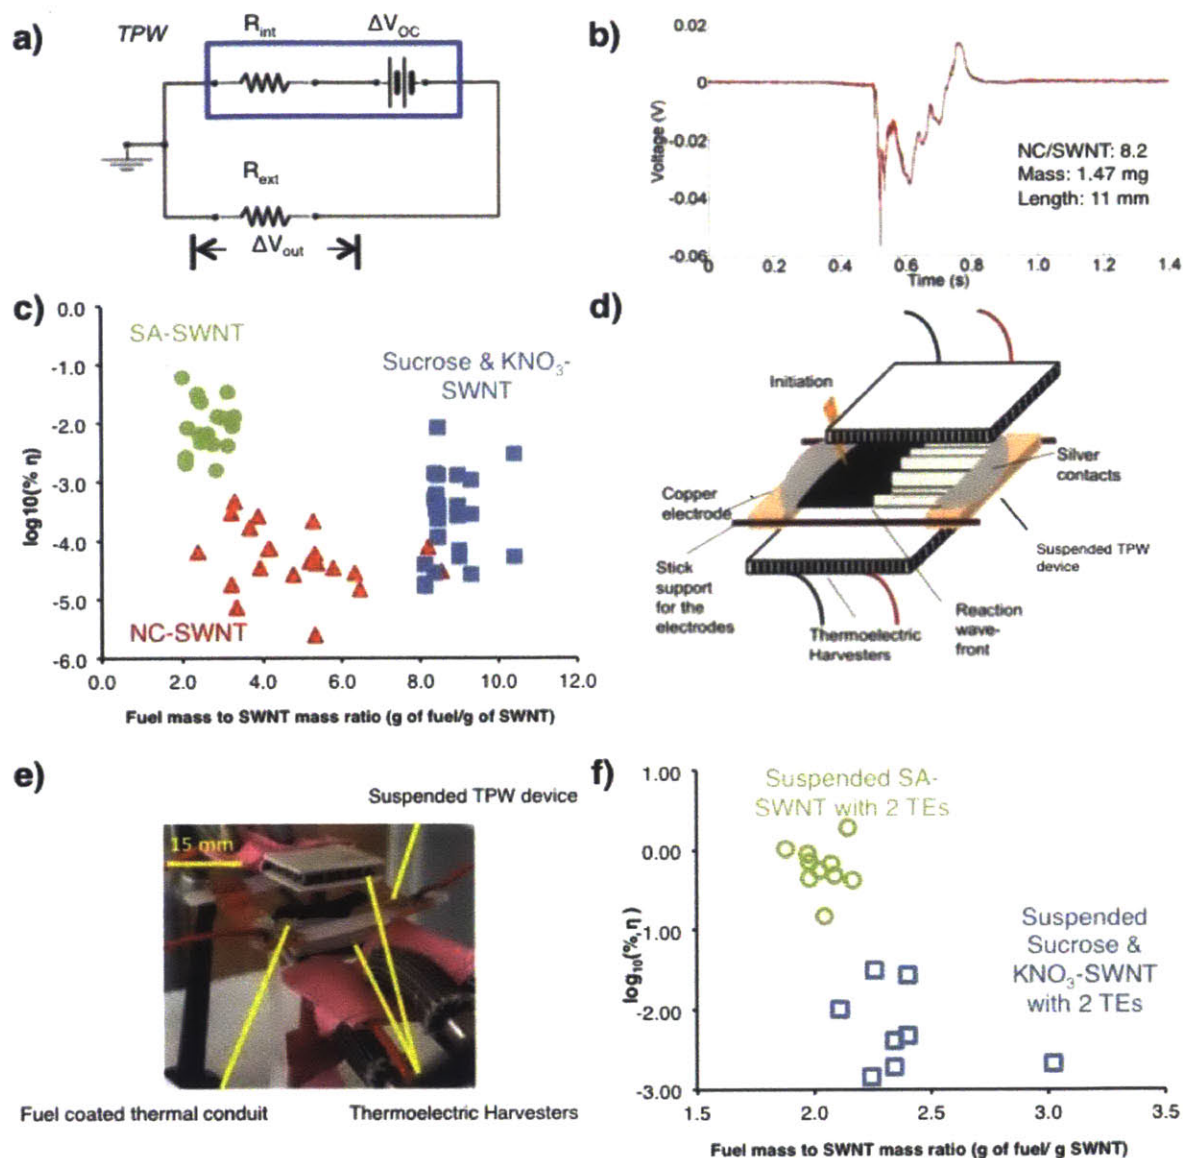 a)
TPW
R_int
ΔV_OC
R_ext
ΔV_out
b)
0.02
0
-0.02
-0.04
-0.06
Voltage (V)
NC/SWNT: 8.2
Mass: 1.47 mg
Length: 11 mm
0 0.2 0.4 0.6 0.8 1.0 1.2 1.4
Time (s)
c)
0.0
-1.0
-2.0
-3.0
-4.0
-5.0
-6.0
log10(% η)
SA-SWNT
Sucrose & KNO₃-
SWNT
NC-SWNT
0.0 2.0 4.0 6.0 8.0 10.0 12.0
Fuel mass to SWNT mass ratio (g of fuel/g of SWNT)
d)
Initiation
Silver
contacts
Copper
electrode
Suspended TPW
device
Stick
support
for the
electrodes
Thermoelectric
Harvesters
Reaction
wave-
front
e)
Suspended TPW device
15 mm
Fuel coated thermal conduit
Thermoelectric Harvesters
f)
1.00
0.00
-1.00
-2.00
-3.00
log₁₀(%,η)
Suspended SA-
SWNT with 2 TEs
Suspended
Sucrose &
KNO₃-SWNT
with 2 TEs
1.5 2.0 2.5 3.0 3.5
Fuel mass to SWNT mass ratio (g of fuel/ g SWNT)